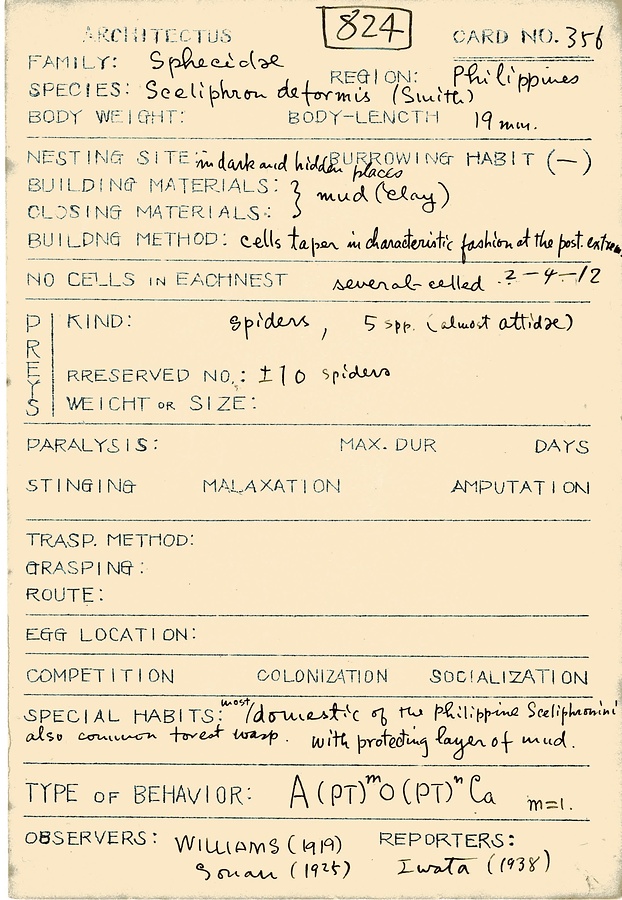 824
ARCHITECTUS CARD NO. 356
FAMILY: Sphecidae
REGION: Philippines
SPECIES: Sceliphron deformis (Smith)
BODY WEIGHT: BODY-LENGTH 19 mm.
NESTING SITE: in dark and hidden places BURROWING HABIT (—)
BUILDING MATERIALS: } mud (clay)
CLOSING MATERIALS:
BUILDNG METHOD: cells taper in characteristic fashion at the post. extrem.
NO CELLS IN EACHNEST several-celled 2-4-12
PREYS
KIND: spiders, 5 spp. (almost attidae)
RRESERVED NO.: ±10 spiders
WEIGHT OR SIZE:
PARALYSIS: MAX. DUR DAYS
STINGING MALAXATION AMPUTATION
TRASP. METHOD:
GRASPING:
ROUTE:
EGG LOCATION:
COMPETITION COLONIZATION SOCIALIZATION
SPECIAL HABITS: most/domestic of the Philippine Sceliphronini
also common forest wasp. with protecting layer of mud.
TYPE OF BEHAVIOR: A(PT)ᵐO(PT)ⁿCa m=1.
OBSERVERS: WILLIAMS (1919) REPORTERS:
Sonan (1925) Iwata (1938)